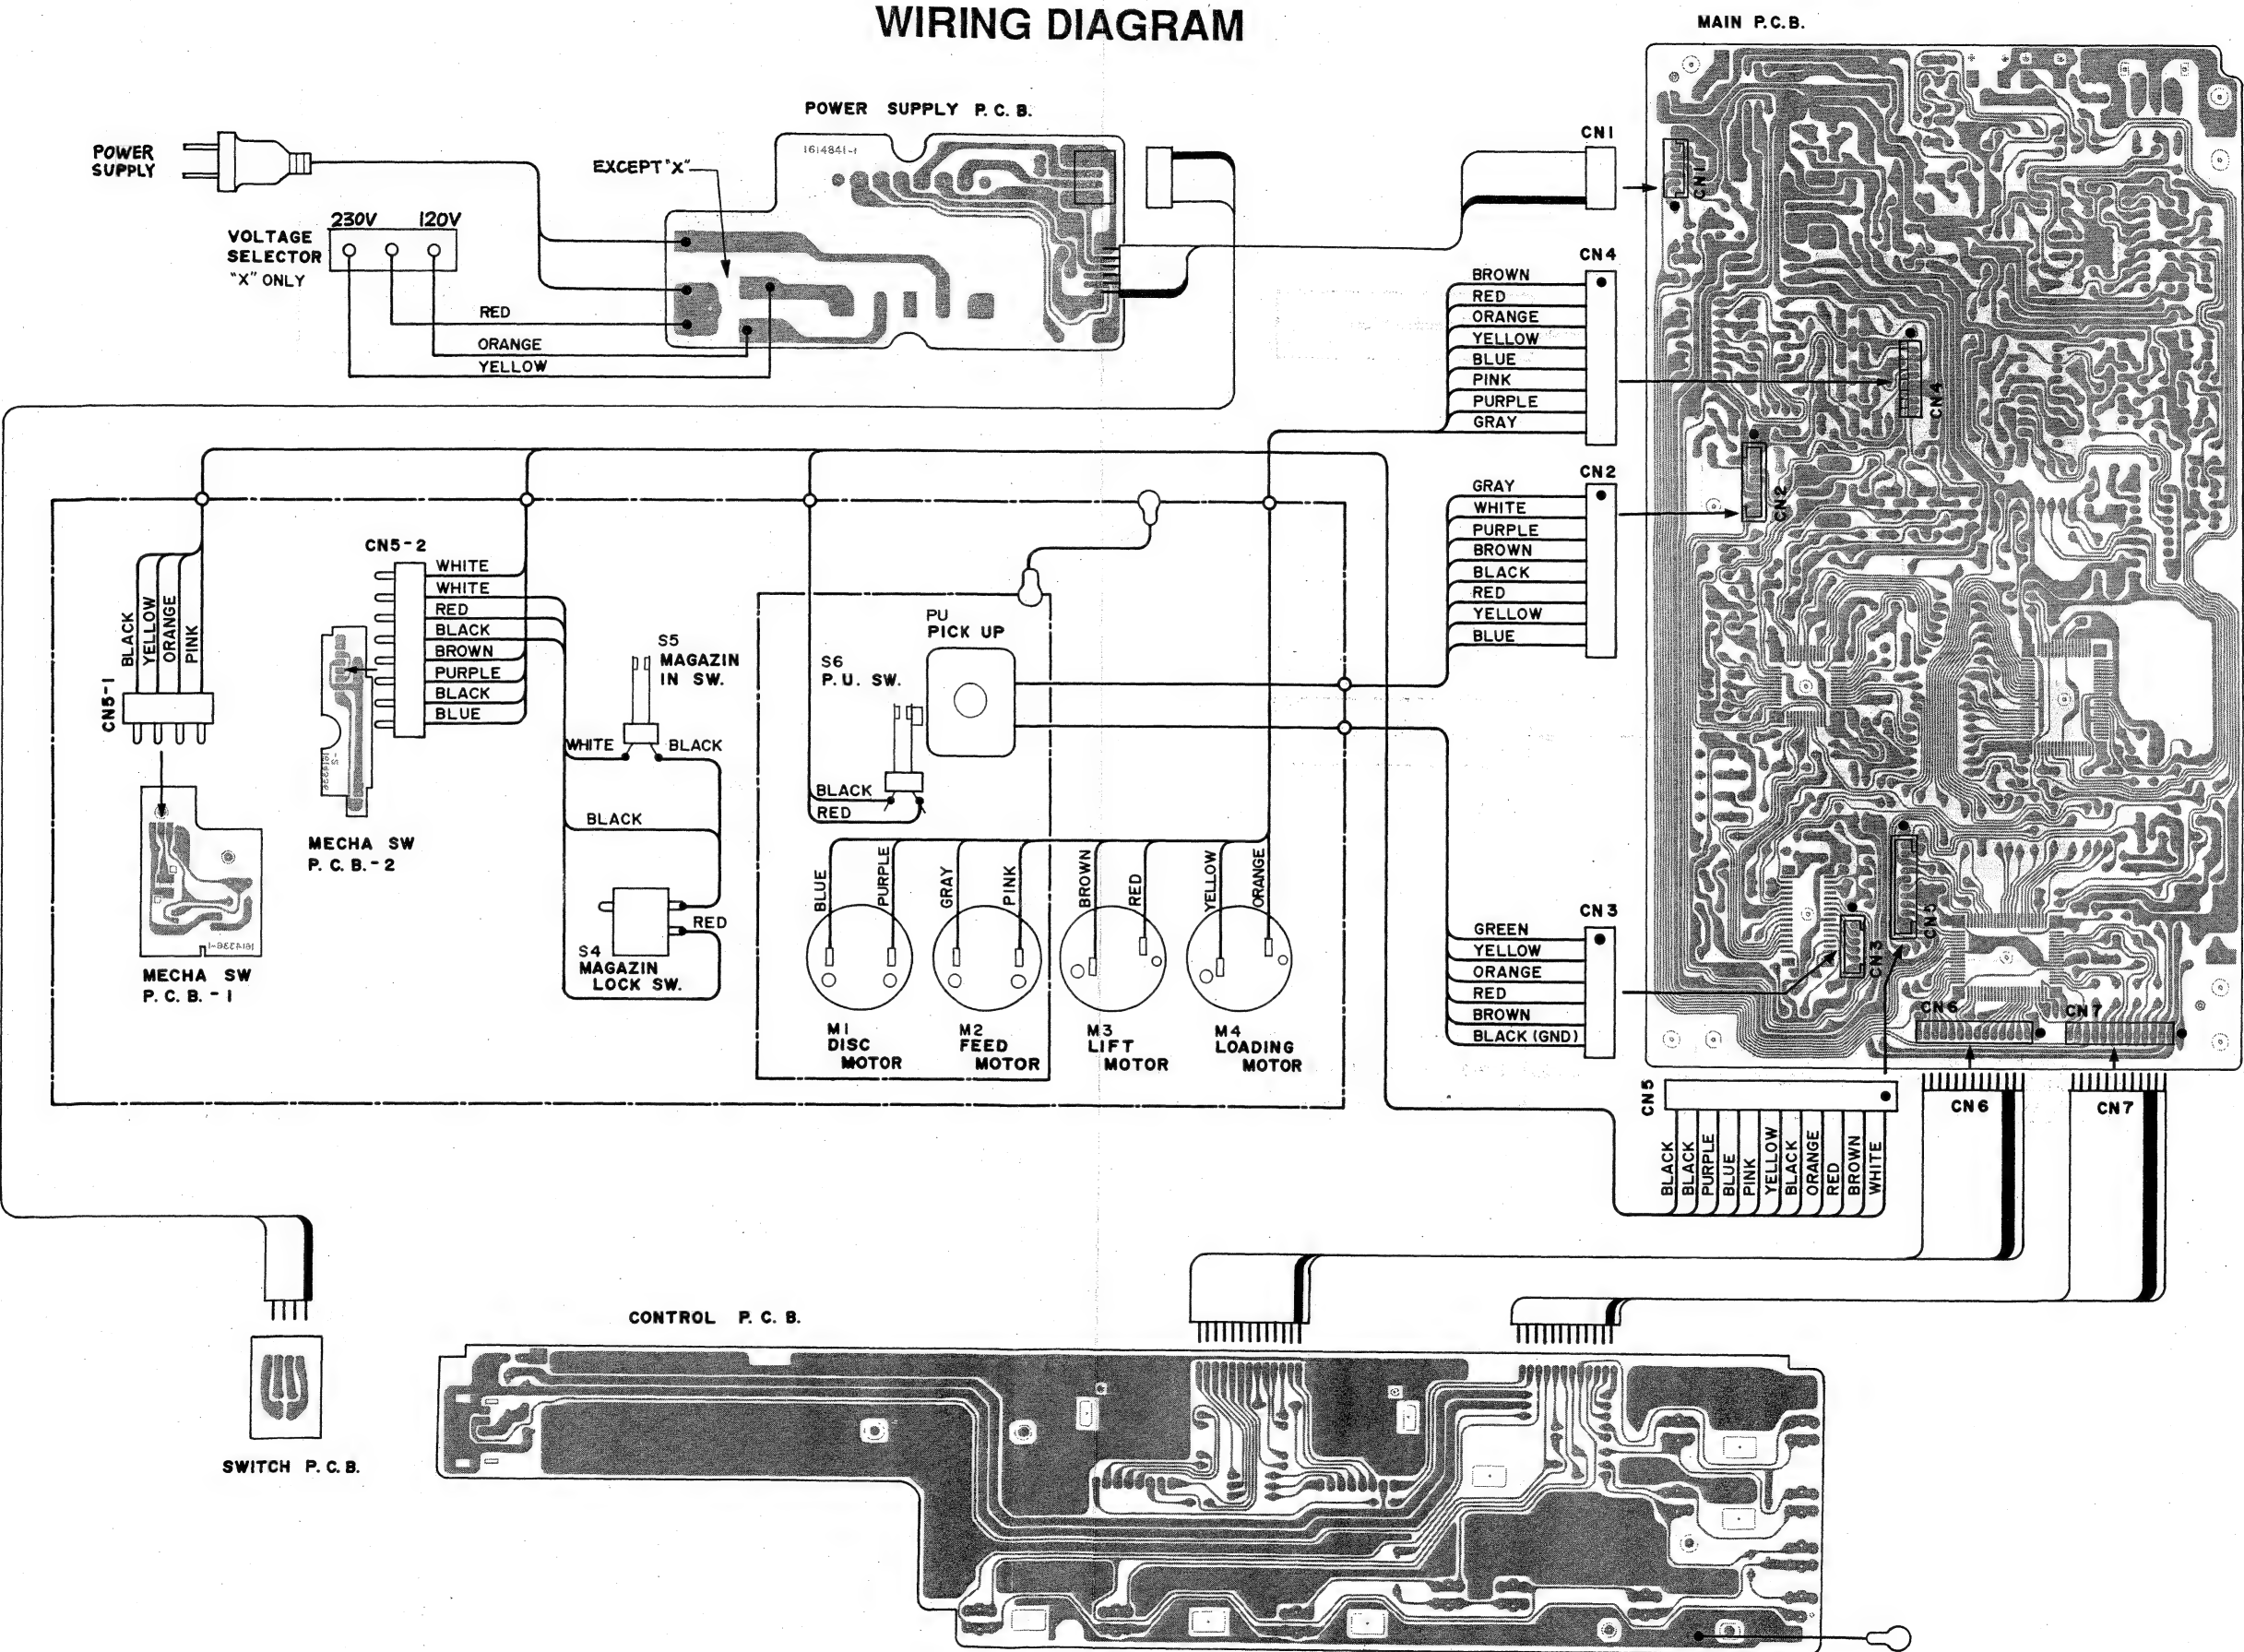 WIRING DIAGRAM
MAIN P.C.B.
POWER SUPPLY P.C.B.
1614841-1
POWER
SUPPLY
EXCEPT "X"
230V 120V
VOLTAGE
SELECTOR
"X" ONLY
RED
ORANGE
YELLOW
CN1
CN1
CN4
BROWN
RED
ORANGE
YELLOW
BLUE
PINK
PURPLE
GRAY
CN4
CN2
GRAY
WHITE
PURPLE
BROWN
BLACK
RED
YELLOW
BLUE
CN2
CN5-1
BLACK
YELLOW
ORANGE
PINK
CN5-2
WHITE
WHITE
RED
BLACK
BROWN
PURPLE
BLACK
BLUE
MECHA SW
P.C.B.-1
MECHA SW
P.C.B.-2
S5
MAGAZIN
IN SW.
WHITE
BLACK
BLACK
RED
S4
MAGAZIN
LOCK SW.
PU
PICK UP
S6
P.U. SW.
BLACK
RED
BLUE
PURPLE
GRAY
PINK
BROWN
RED
YELLOW
ORANGE
M1
DISC
MOTOR
M2
FEED
MOTOR
M3
LIFT
MOTOR
M4
LOADING
MOTOR
CN3
GREEN
YELLOW
ORANGE
RED
BROWN
BLACK (GND)
CN3
CN5
CN6
CN7
CN5
BLACK
BLACK
PURPLE
BLUE
PINK
YELLOW
BLACK
ORANGE
RED
BROWN
WHITE
CN6
CN7
CONTROL P.C.B.
SWITCH P.C.B.